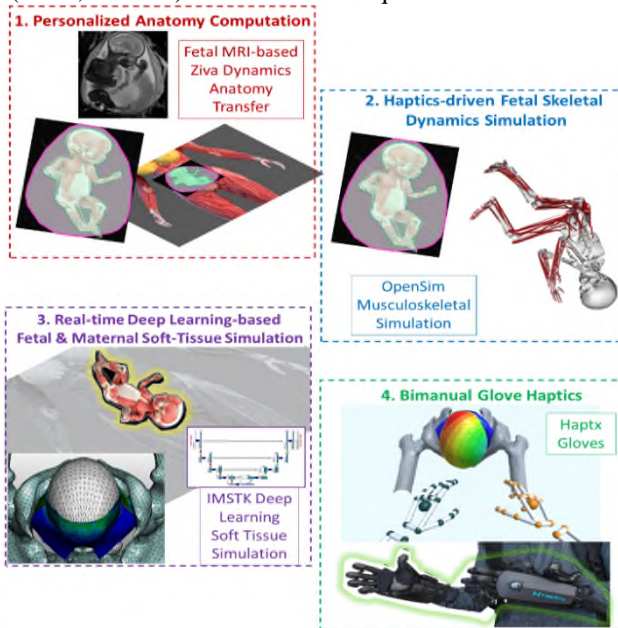 1. Personalized Anatomy Computation
Fetal MRI-based
Ziva Dynamics
Anatomy
Transfer
2. Haptics-driven Fetal Skeletal
Dynamics Simulation
OpenSim
Musculoskeletal
Simulation
3. Real-time Deep Learning-based
Fetal & Maternal Soft-Tissue Simulation
IMSTK Deep
Learning
Soft Tissue
Simulation
4. Bimanual Glove Haptics
Haptx
Gloves